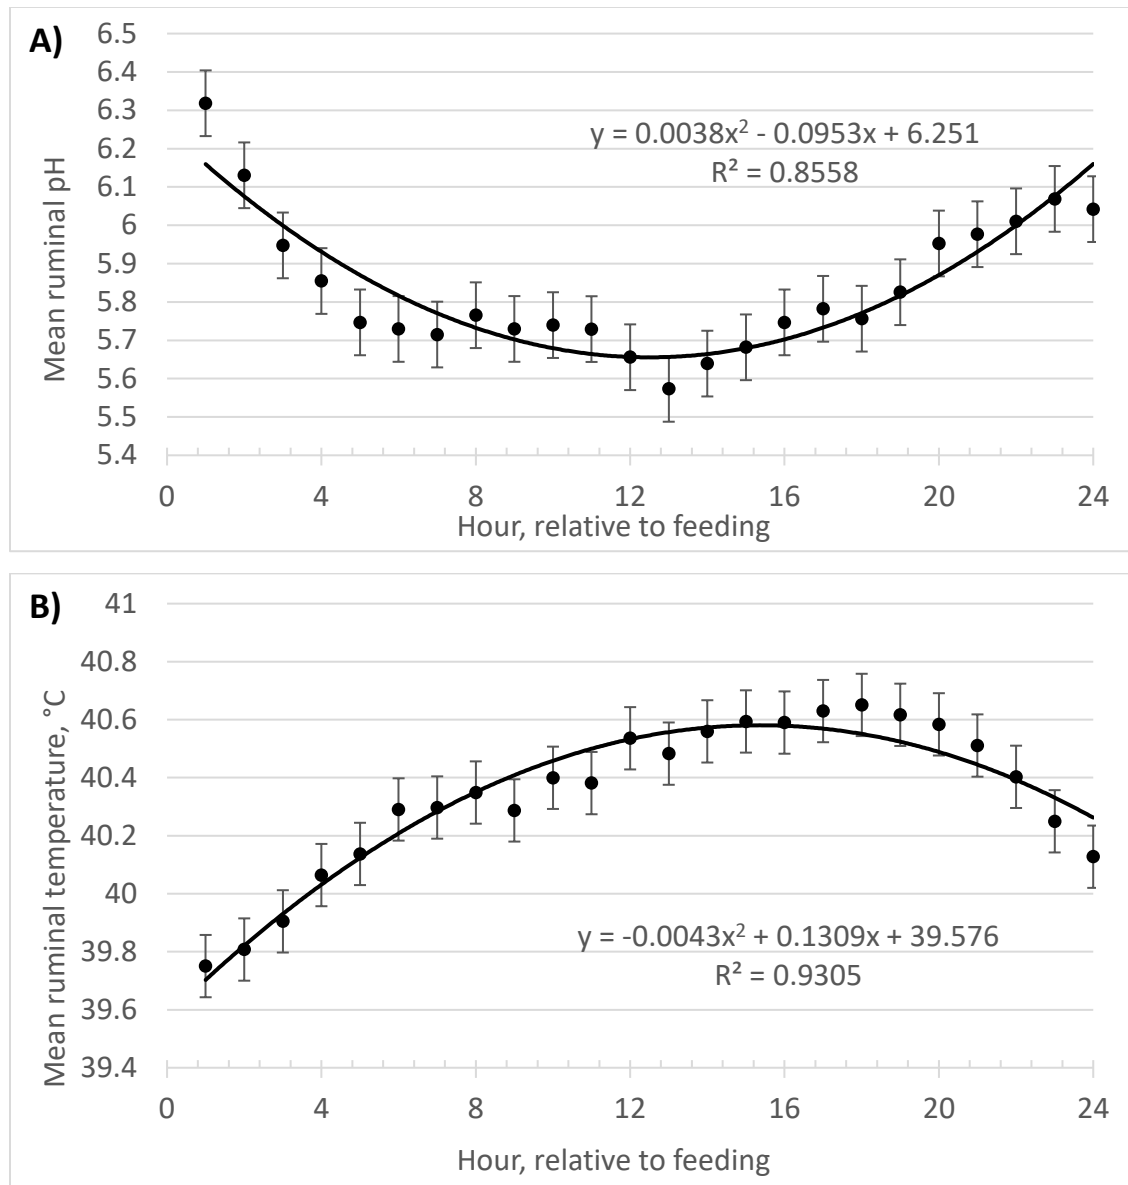 A)
Mean ruminal pH
6.5
6.4
6.3
6.2
6.1
6
5.9
5.8
5.7
5.6
5.5
5.4
y = 0.0038x² - 0.0953x + 6.251
R² = 0.8558
0 4 8 12 16 20 24
Hour, relative to feeding
B)
Mean ruminal temperature, °C
41
40.8
40.6
40.4
40.2
40
39.8
39.6
39.4
y = -0.0043x² + 0.1309x + 39.576
R² = 0.9305
0 4 8 12 16 20 24
Hour, relative to feeding